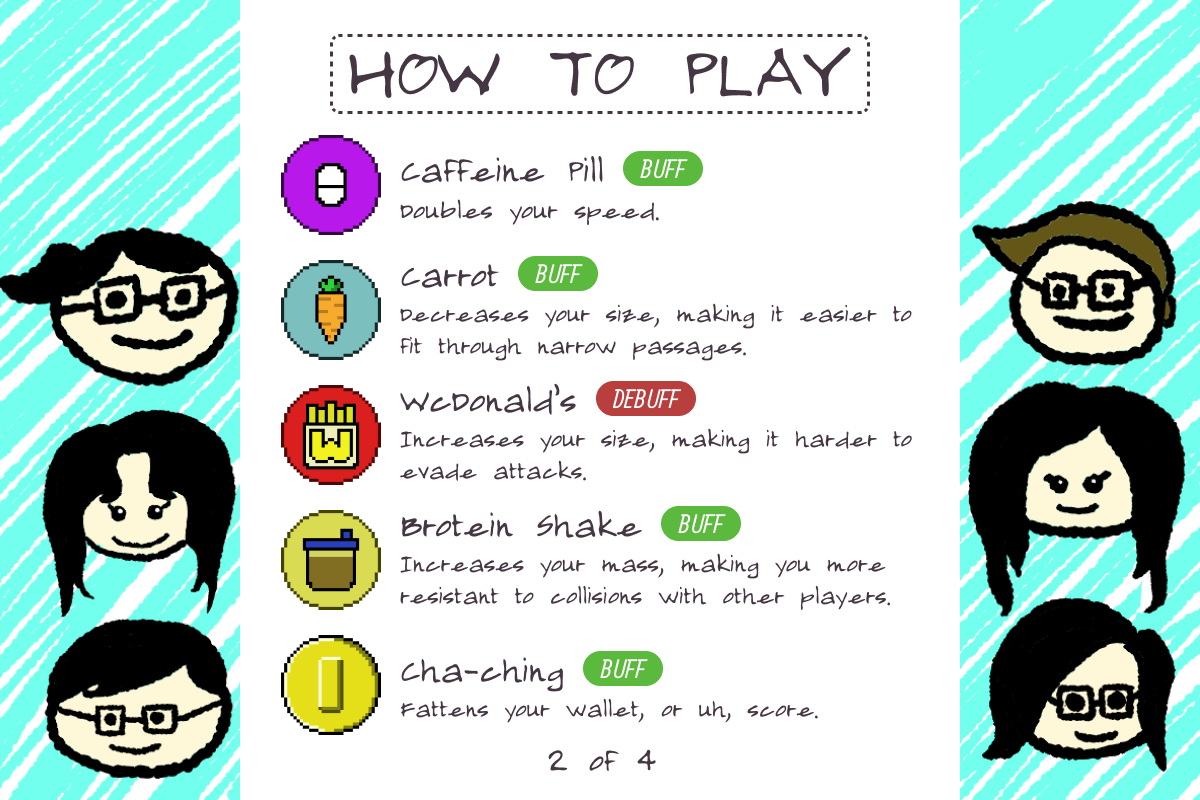 HOW TO PLAY
Caffeine Pill BUFF
Doubles your speed.
Carrot BUFF
Decreases your size, making it easier to
fit through narrow passages.
W
WcDonald's DEBUFF
Increases your size, making it harder to
evade attacks.
Brotein Shake BUFF
Increases your mass, making you more
resistant to collisions with other players.
Cha-ching BUFF
Fattens your wallet, or uh, score.
2 of 4